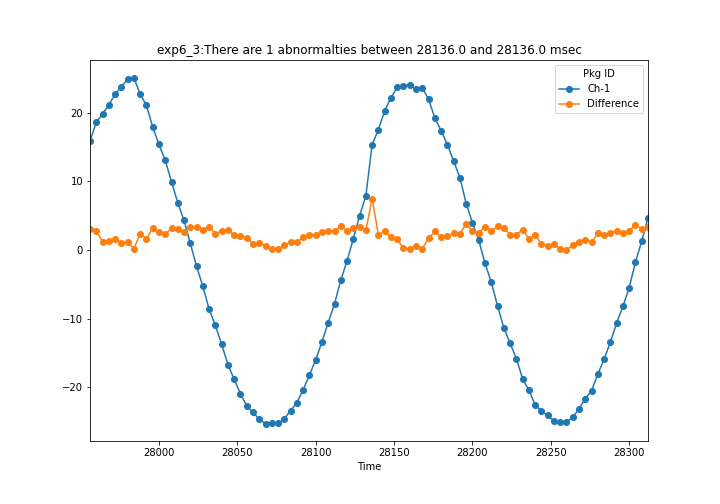 exp6_3:There are 1 abnormalties between 28136.0 and 28136.0 msec
Pkg ID
Ch-1
Difference
20
10
0
−10
−20
28000
28050
28100
28150
28200
28250
28300
Time